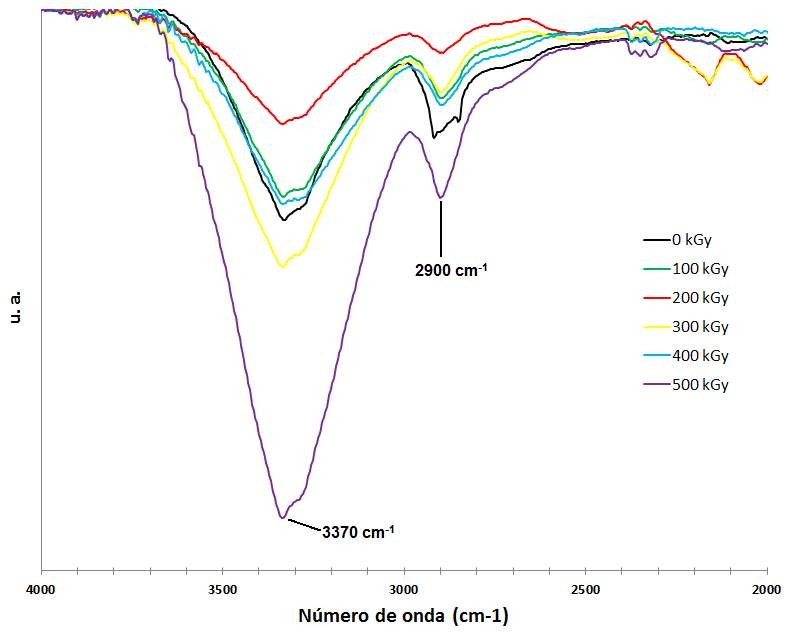 u. a.
2900 cm-1
0 kGy
100 kGy
200 kGy
300 kGy
400 kGy
500 kGy
3370 cm-1
4000 3500 3000 2500 2000
Número de onda (cm-1)